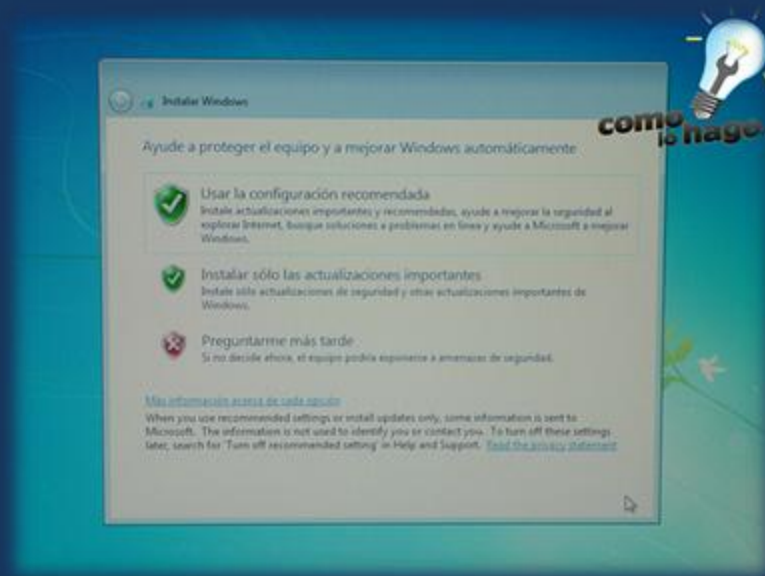 Instalar Windows
como
lo hago
Ayude a proteger el equipo y a mejorar Windows automáticamente
Usar la configuración recomendada
Instale actualizaciones importantes y recomendadas, ayude a mejorar la seguridad al
explorar Internet, busque soluciones a problemas en línea y ayude a Microsoft a mejorar
Windows.
Instalar sólo las actualizaciones importantes
Instale sólo actualizaciones de seguridad y otras actualizaciones importantes de
Windows.
Preguntarme más tarde
Si no decide ahora, el equipo podría exponerse a amenazas de seguridad.
Más información acerca de cada opción
When you use recommended settings or install updates only, some information is sent to
Microsoft. The information is not used to identify you or contact you. To turn off these settings
later, search for 'Turn off recommended setting' in Help and Support. Read the privacy statement